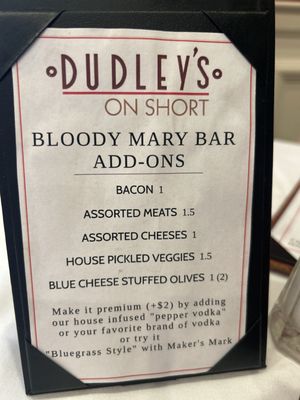 DUDLEY'S
ON SHORT
BLOODY MARY BAR
ADD-ONS
BACON 1
ASSORTED MEATS 1.5
ASSORTED CHEESES 1
HOUSE PICKLED VEGGIES 1.5
BLUE CHEESE STUFFED OLIVES 1 (2)
Make it premium (+$2) by adding
our house infused "pepper vodka"
or your favorite brand of vodka
or try it
"Bluegrass Style" with Maker's Mark